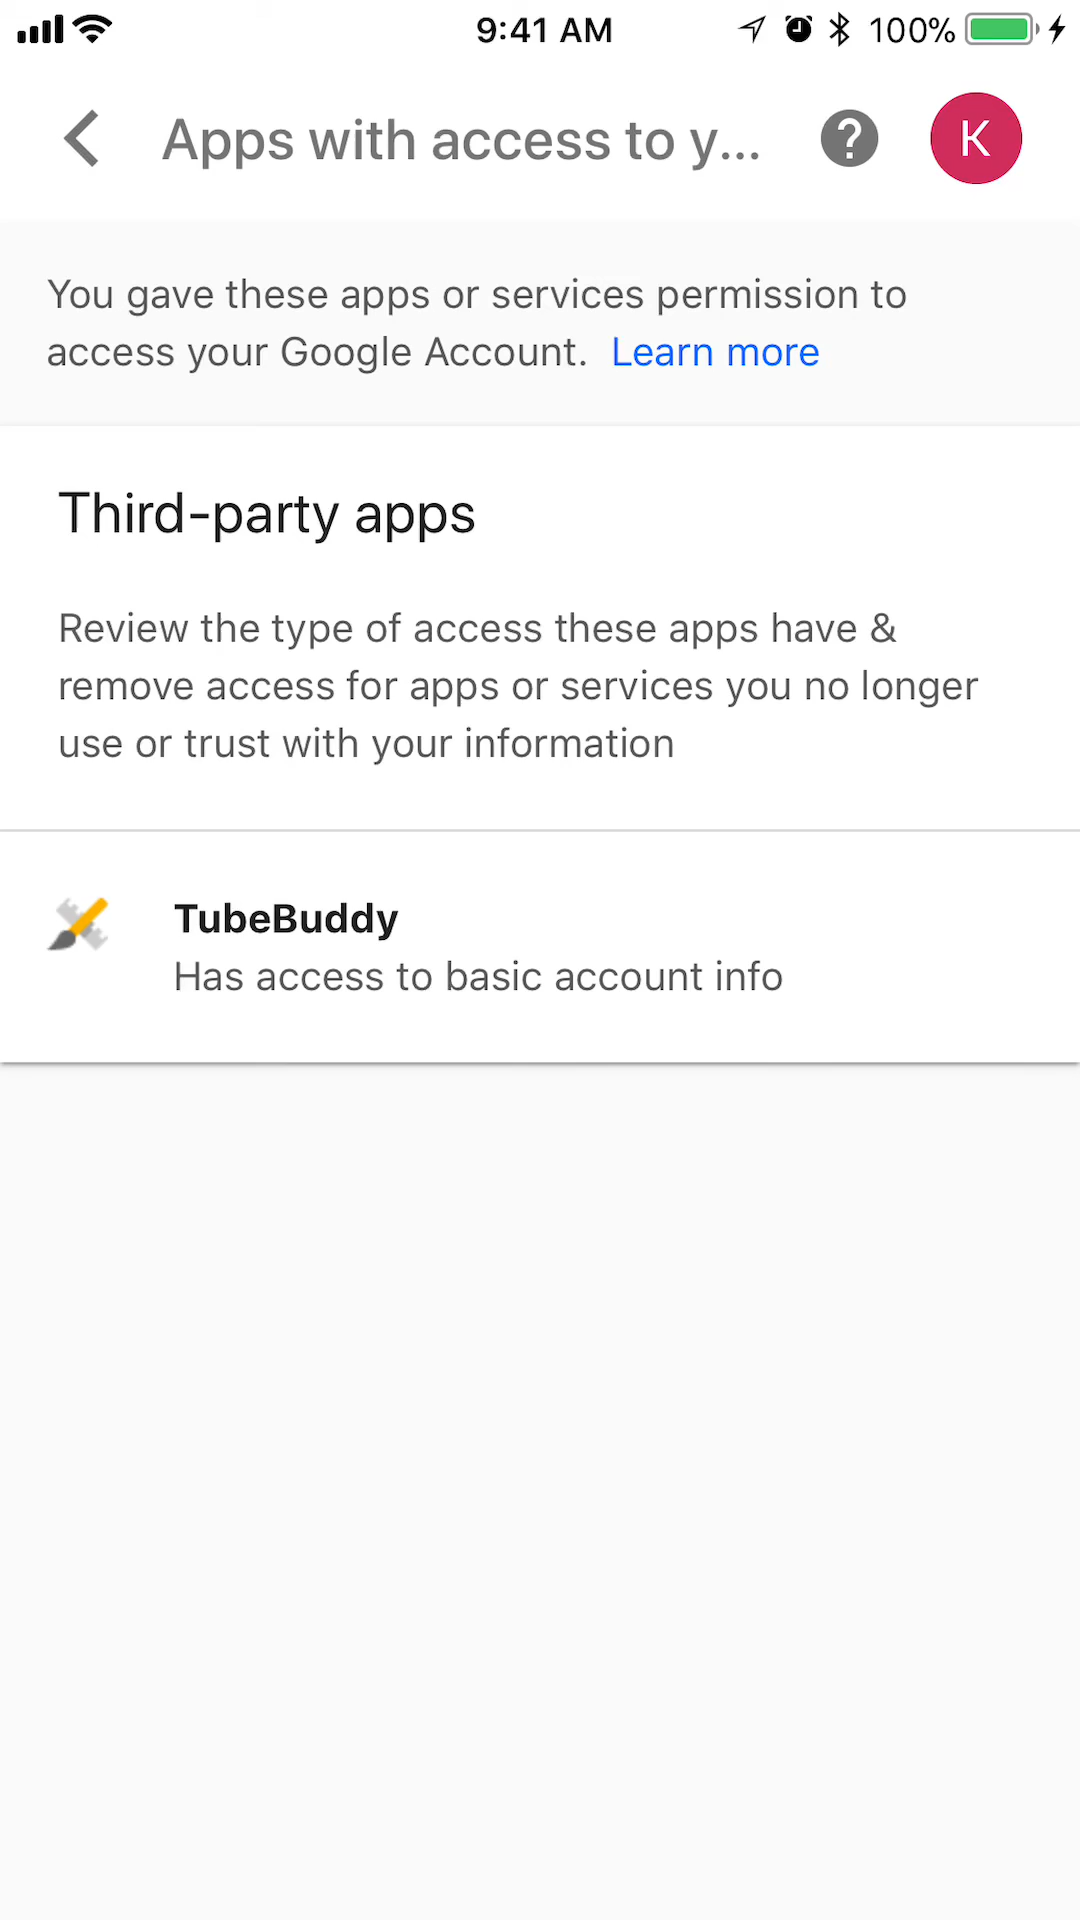 9:41 AM
100%
Apps with access to y...
K
You gave these apps or services permission to
access your Google Account. Learn more
Third-party apps
Review the type of access these apps have &
remove access for apps or services you no longer
use or trust with your information
TubeBuddy
Has access to basic account info